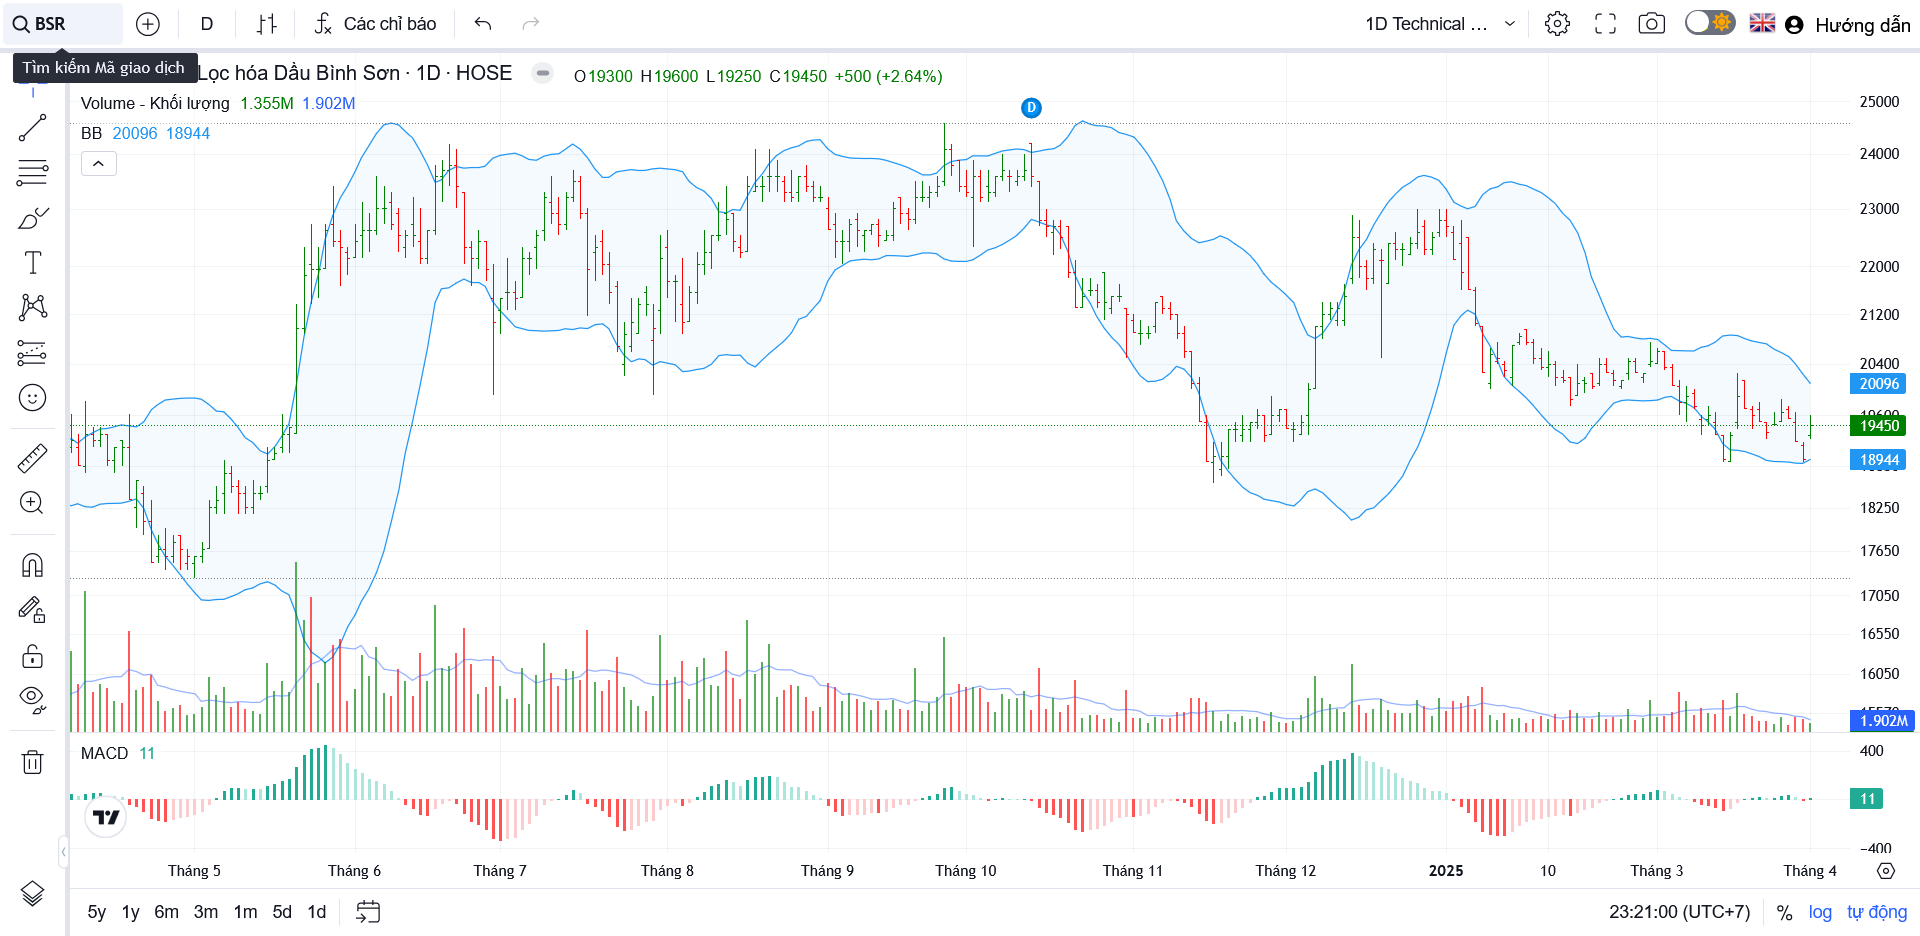 BSR
D
Các chỉ báo
1D Technical ...
Hướng dẫn
Tìm kiếm Mã giao dịch
Lọc hóa Dầu Bình Sơn · 1D · HOSE
O19300 H19600 L19250 C19450 +500 (+2.64%)
Volume - Khối lượng 1.355M 1.902M
BB 20096 18944
D
25000
24000
23000
22000
21200
20400
20096
19600
19450
18944
18250
17650
17050
16550
16050
1.902M
MACD 11
400
11
−400
Tháng 5
Tháng 6
Tháng 7
Tháng 8
Tháng 9
Tháng 10
Tháng 11
Tháng 12
2025
10
Tháng 3
Tháng 4
5y 1y 6m 3m 1m 5d 1d
23:21:00 (UTC+7)
% log tự động